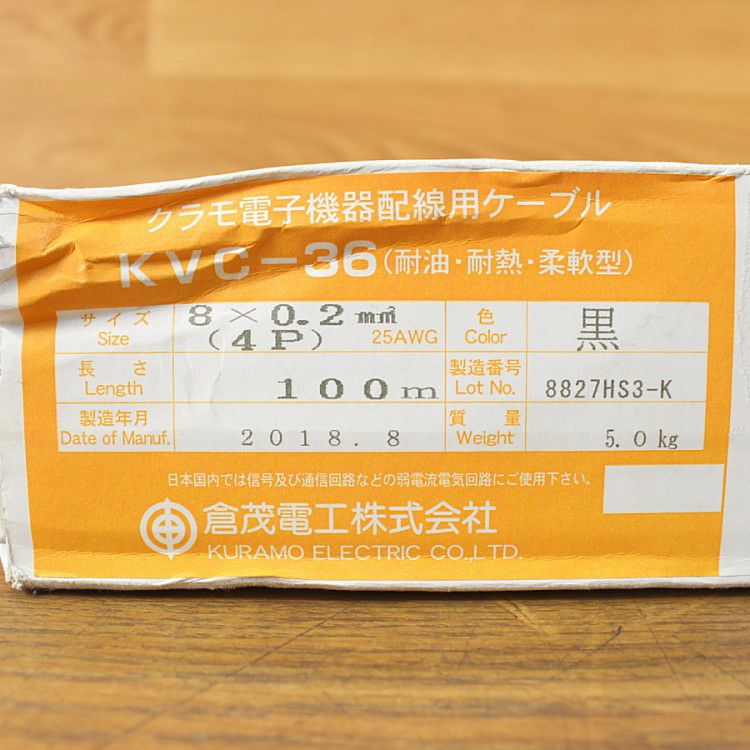 クラモ電子機器配線用ケーブル
KVC-36(耐油・耐熱・柔軟型)
サイズ Size 8×0.2㎟ (4P) 25AWG 色 Color 黒
長さ Length 100m 製造番号 Lot No. 8827HS3-K
製造年月 Date of Manuf. 2018.8 質量 Weight 5.0kg
日本国内では信号及び通信回路などの弱電流電気回路にご使用下さい。
倉茂電工株式会社
KURAMO ELECTRIC CO.,LTD.